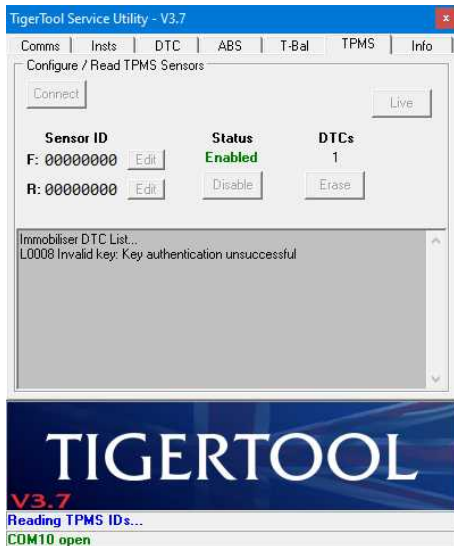 TigerTool Service Utility - V3.7
x
Comms Insts DTC ABS T-Bal TPMS Info
Configure / Read TPMS Sensors
Connect
Live
Sensor ID Status DTCs
F: 00000000 Edit Enabled 1
R: 00000000 Edit Disable Erase
Immobiliser DTC List...
L0008 Invalid key: Key authentication unsuccessful
TIGERTOOL
V3.7
Reading TPMS IDs...
COM10 open